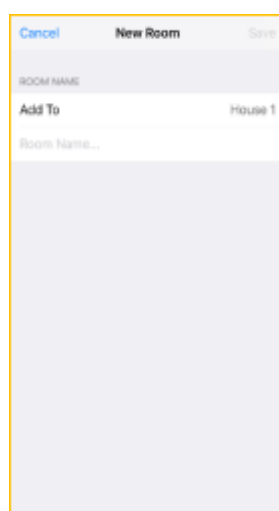 Cancel New Room Save
ROOM NAME
Add To House 1
Room Name...